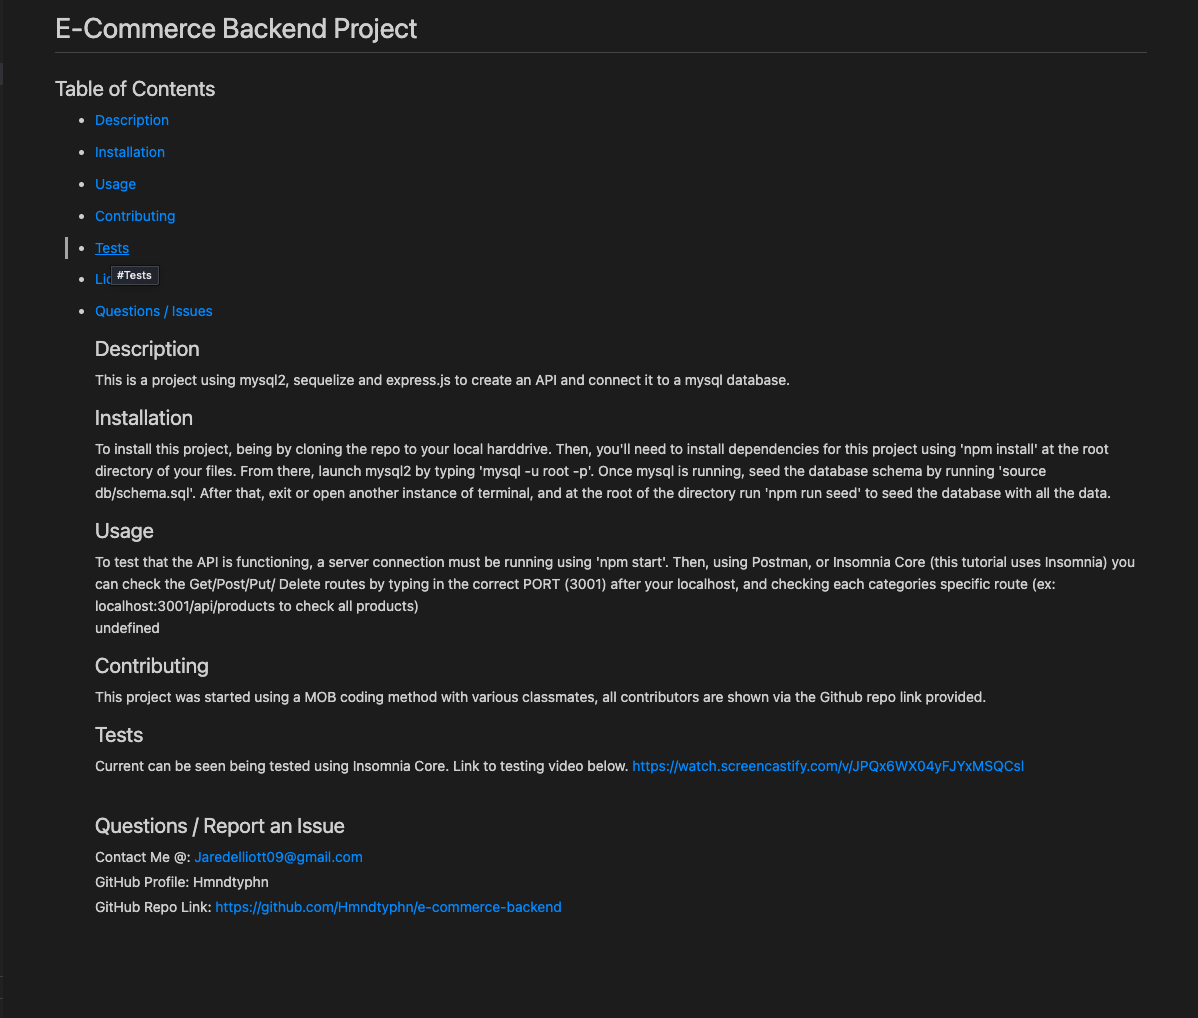 E-Commerce Backend Project
Table of Contents
Description
Installation
Usage
Contributing
Tests
#Tests
Questions / Issues
Description
This is a project using mysql2, sequelize and express.js to create an API and connect it to a mysql database.
Installation
To install this project, being by cloning the repo to your local harddrive. Then, you'll need to install dependencies for this project using 'npm install' at the root
directory of your files. From there, launch mysql2 by typing 'mysql -u root -p'. Once mysql is running, seed the database schema by running 'source
db/schema.sql'. After that, exit or open another instance of terminal, and at the root of the directory run 'npm run seed' to seed the database with all the data.
Usage
To test that the API is functioning, a server connection must be running using 'npm start'. Then, using Postman, or Insomnia Core (this tutorial uses Insomnia) you
can check the Get/Post/Put/ Delete routes by typing in the correct PORT (3001) after your localhost, and checking each categories specific route (ex:
localhost:3001/api/products to check all products)
undefined
Contributing
This project was started using a MOB coding method with various classmates, all contributors are shown via the Github repo link provided.
Tests
Current can be seen being tested using Insomnia Core. Link to testing video below. https://watch.screencastify.com/v/JPQx6WX04yFJYxMSQCsl
Questions / Report an Issue
Contact Me @: Jaredelliott09@gmail.com
GitHub Profile: Hmndtyphn
GitHub Repo Link: https://github.com/Hmndtyphn/e-commerce-backend